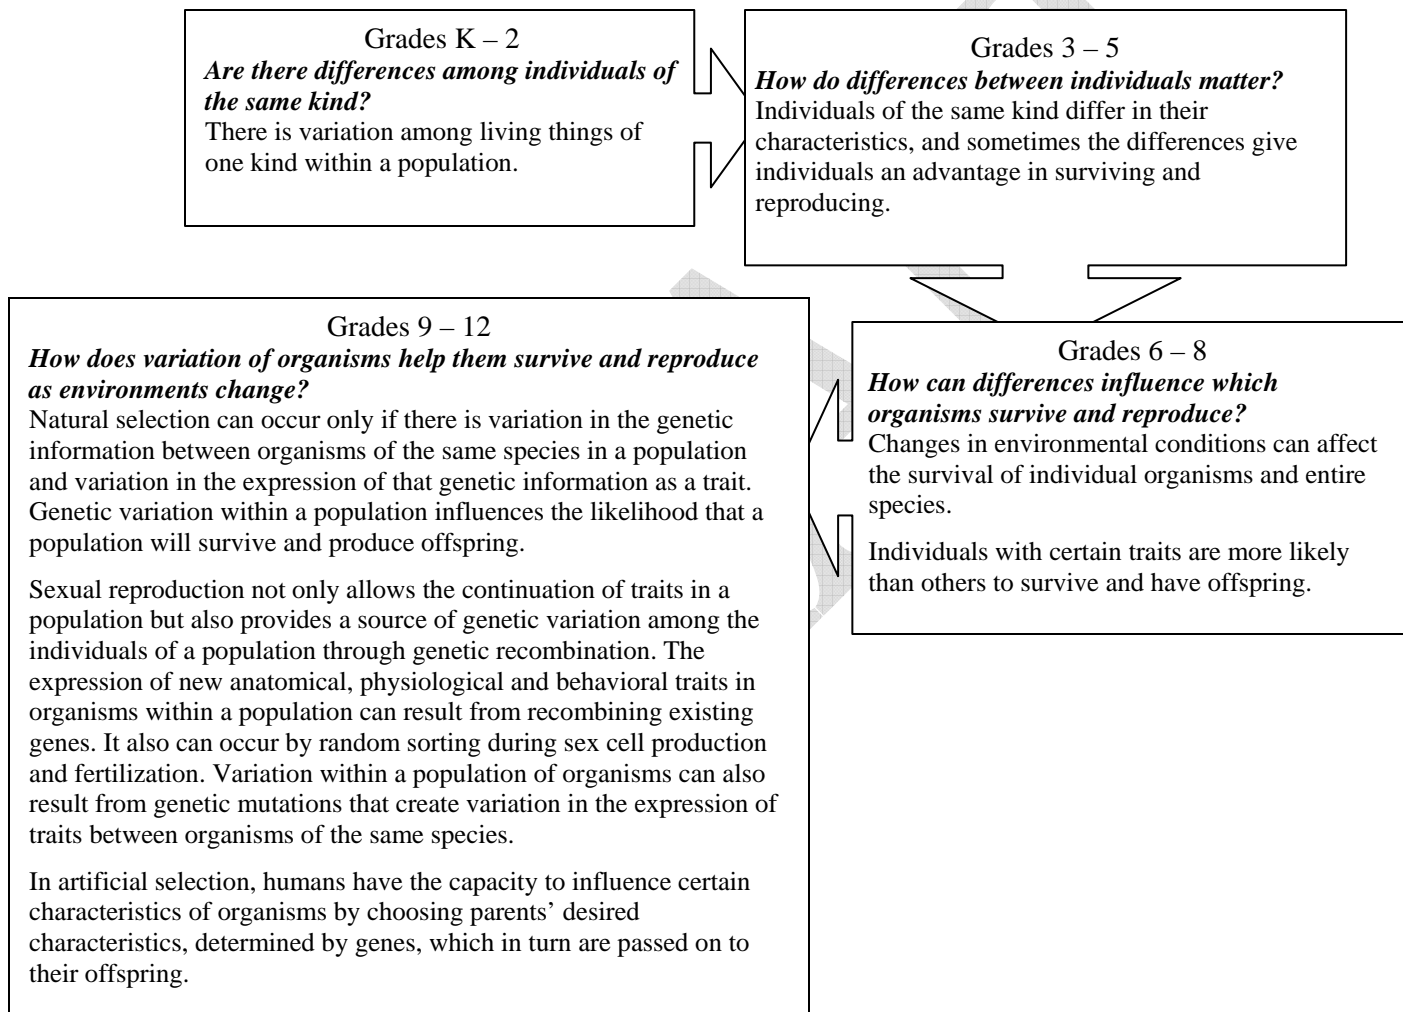 Grades K – 2
Are there differences among individuals of
the same kind?
There is variation among living things of
one kind within a population.
Grades 3 – 5
How do differences between individuals matter?
Individuals of the same kind differ in their
characteristics, and sometimes the differences give
individuals an advantage in surviving and
reproducing.
Grades 6 – 8
How can differences influence which
organisms survive and reproduce?
Changes in environmental conditions can affect
the survival of individual organisms and entire
species.
Individuals with certain traits are more likely
than others to survive and have offspring.
Grades 9 – 12
How does variation of organisms help them survive and reproduce
as environments change?
Natural selection can occur only if there is variation in the genetic
information between organisms of the same species in a population
and variation in the expression of that genetic information as a trait.
Genetic variation within a population influences the likelihood that a
population will survive and produce offspring.
Sexual reproduction not only allows the continuation of traits in a
population but also provides a source of genetic variation among the
individuals of a population through genetic recombination. The
expression of new anatomical, physiological and behavioral traits in
organisms within a population can result from recombining existing
genes. It also can occur by random sorting during sex cell production
and fertilization. Variation within a population of organisms can also
result from genetic mutations that create variation in the expression of
traits between organisms of the same species.
In artificial selection, humans have the capacity to influence certain
characteristics of organisms by choosing parents’ desired
characteristics, determined by genes, which in turn are passed on to
their offspring.